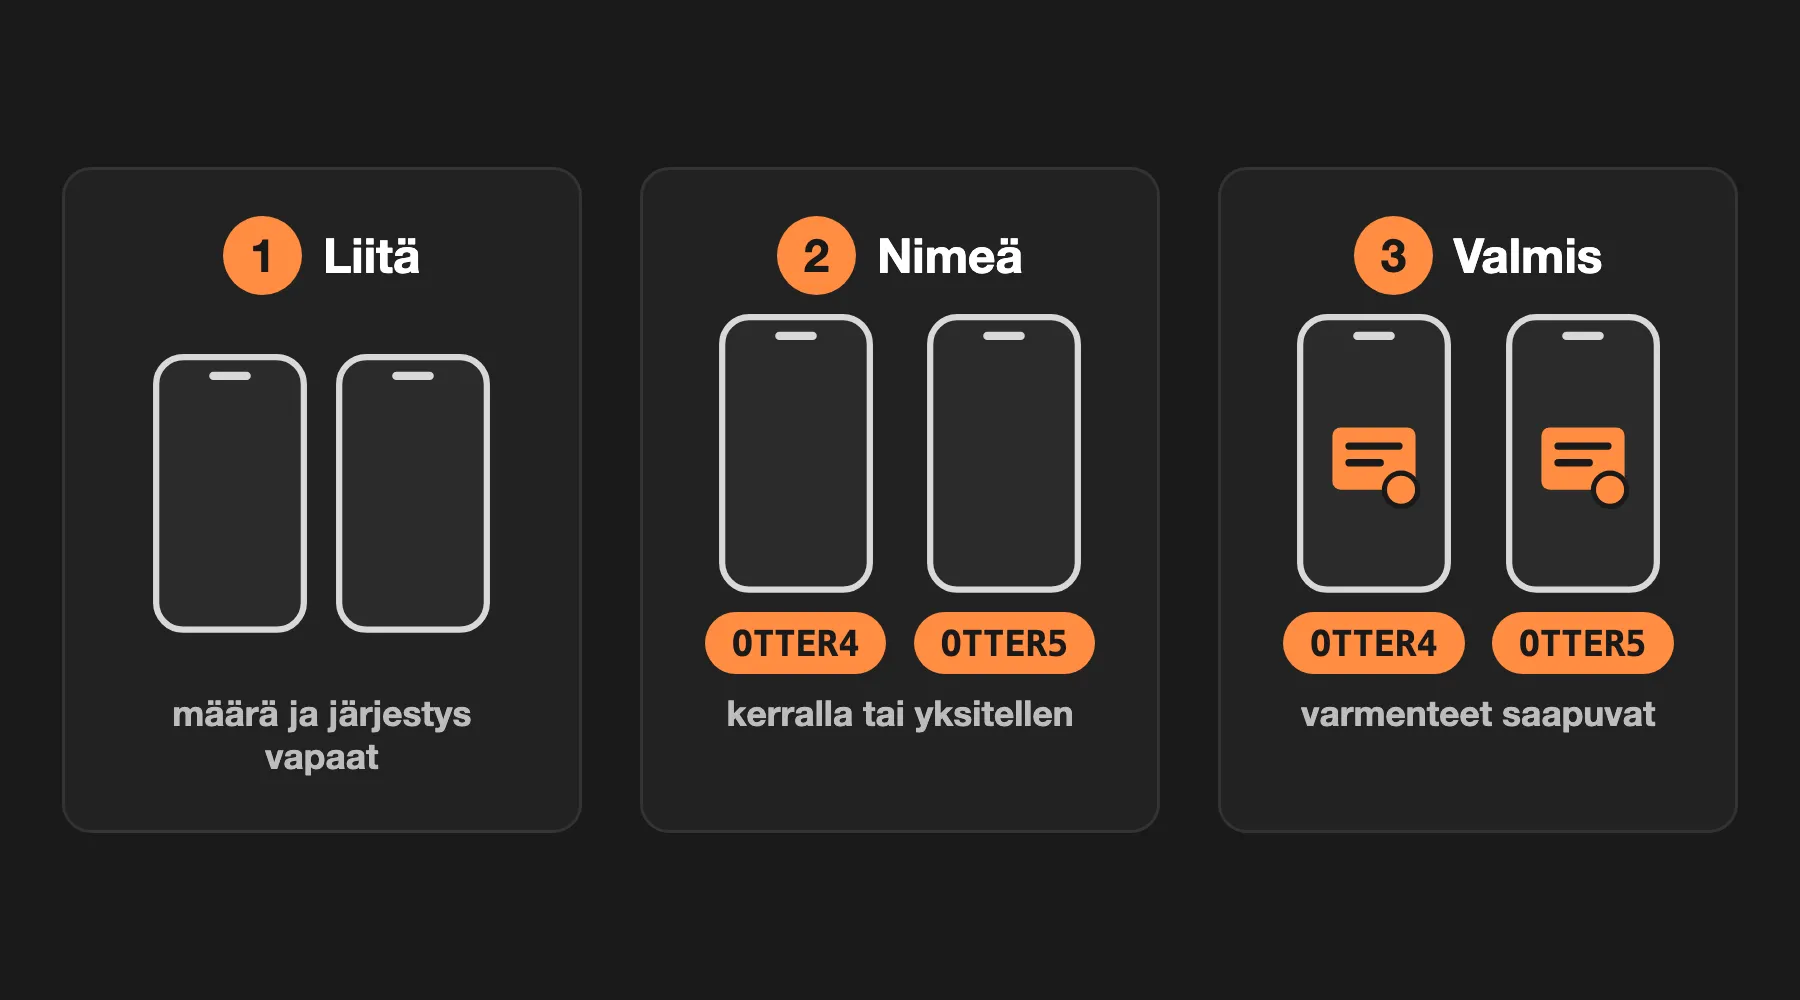 1 Liitä
määrä ja järjestys
vapaat
2 Nimeä
OTTER4 OTTER5
kerralla tai yksitellen
3 Valmis
OTTER4 OTTER5
varmenteet saapuvat